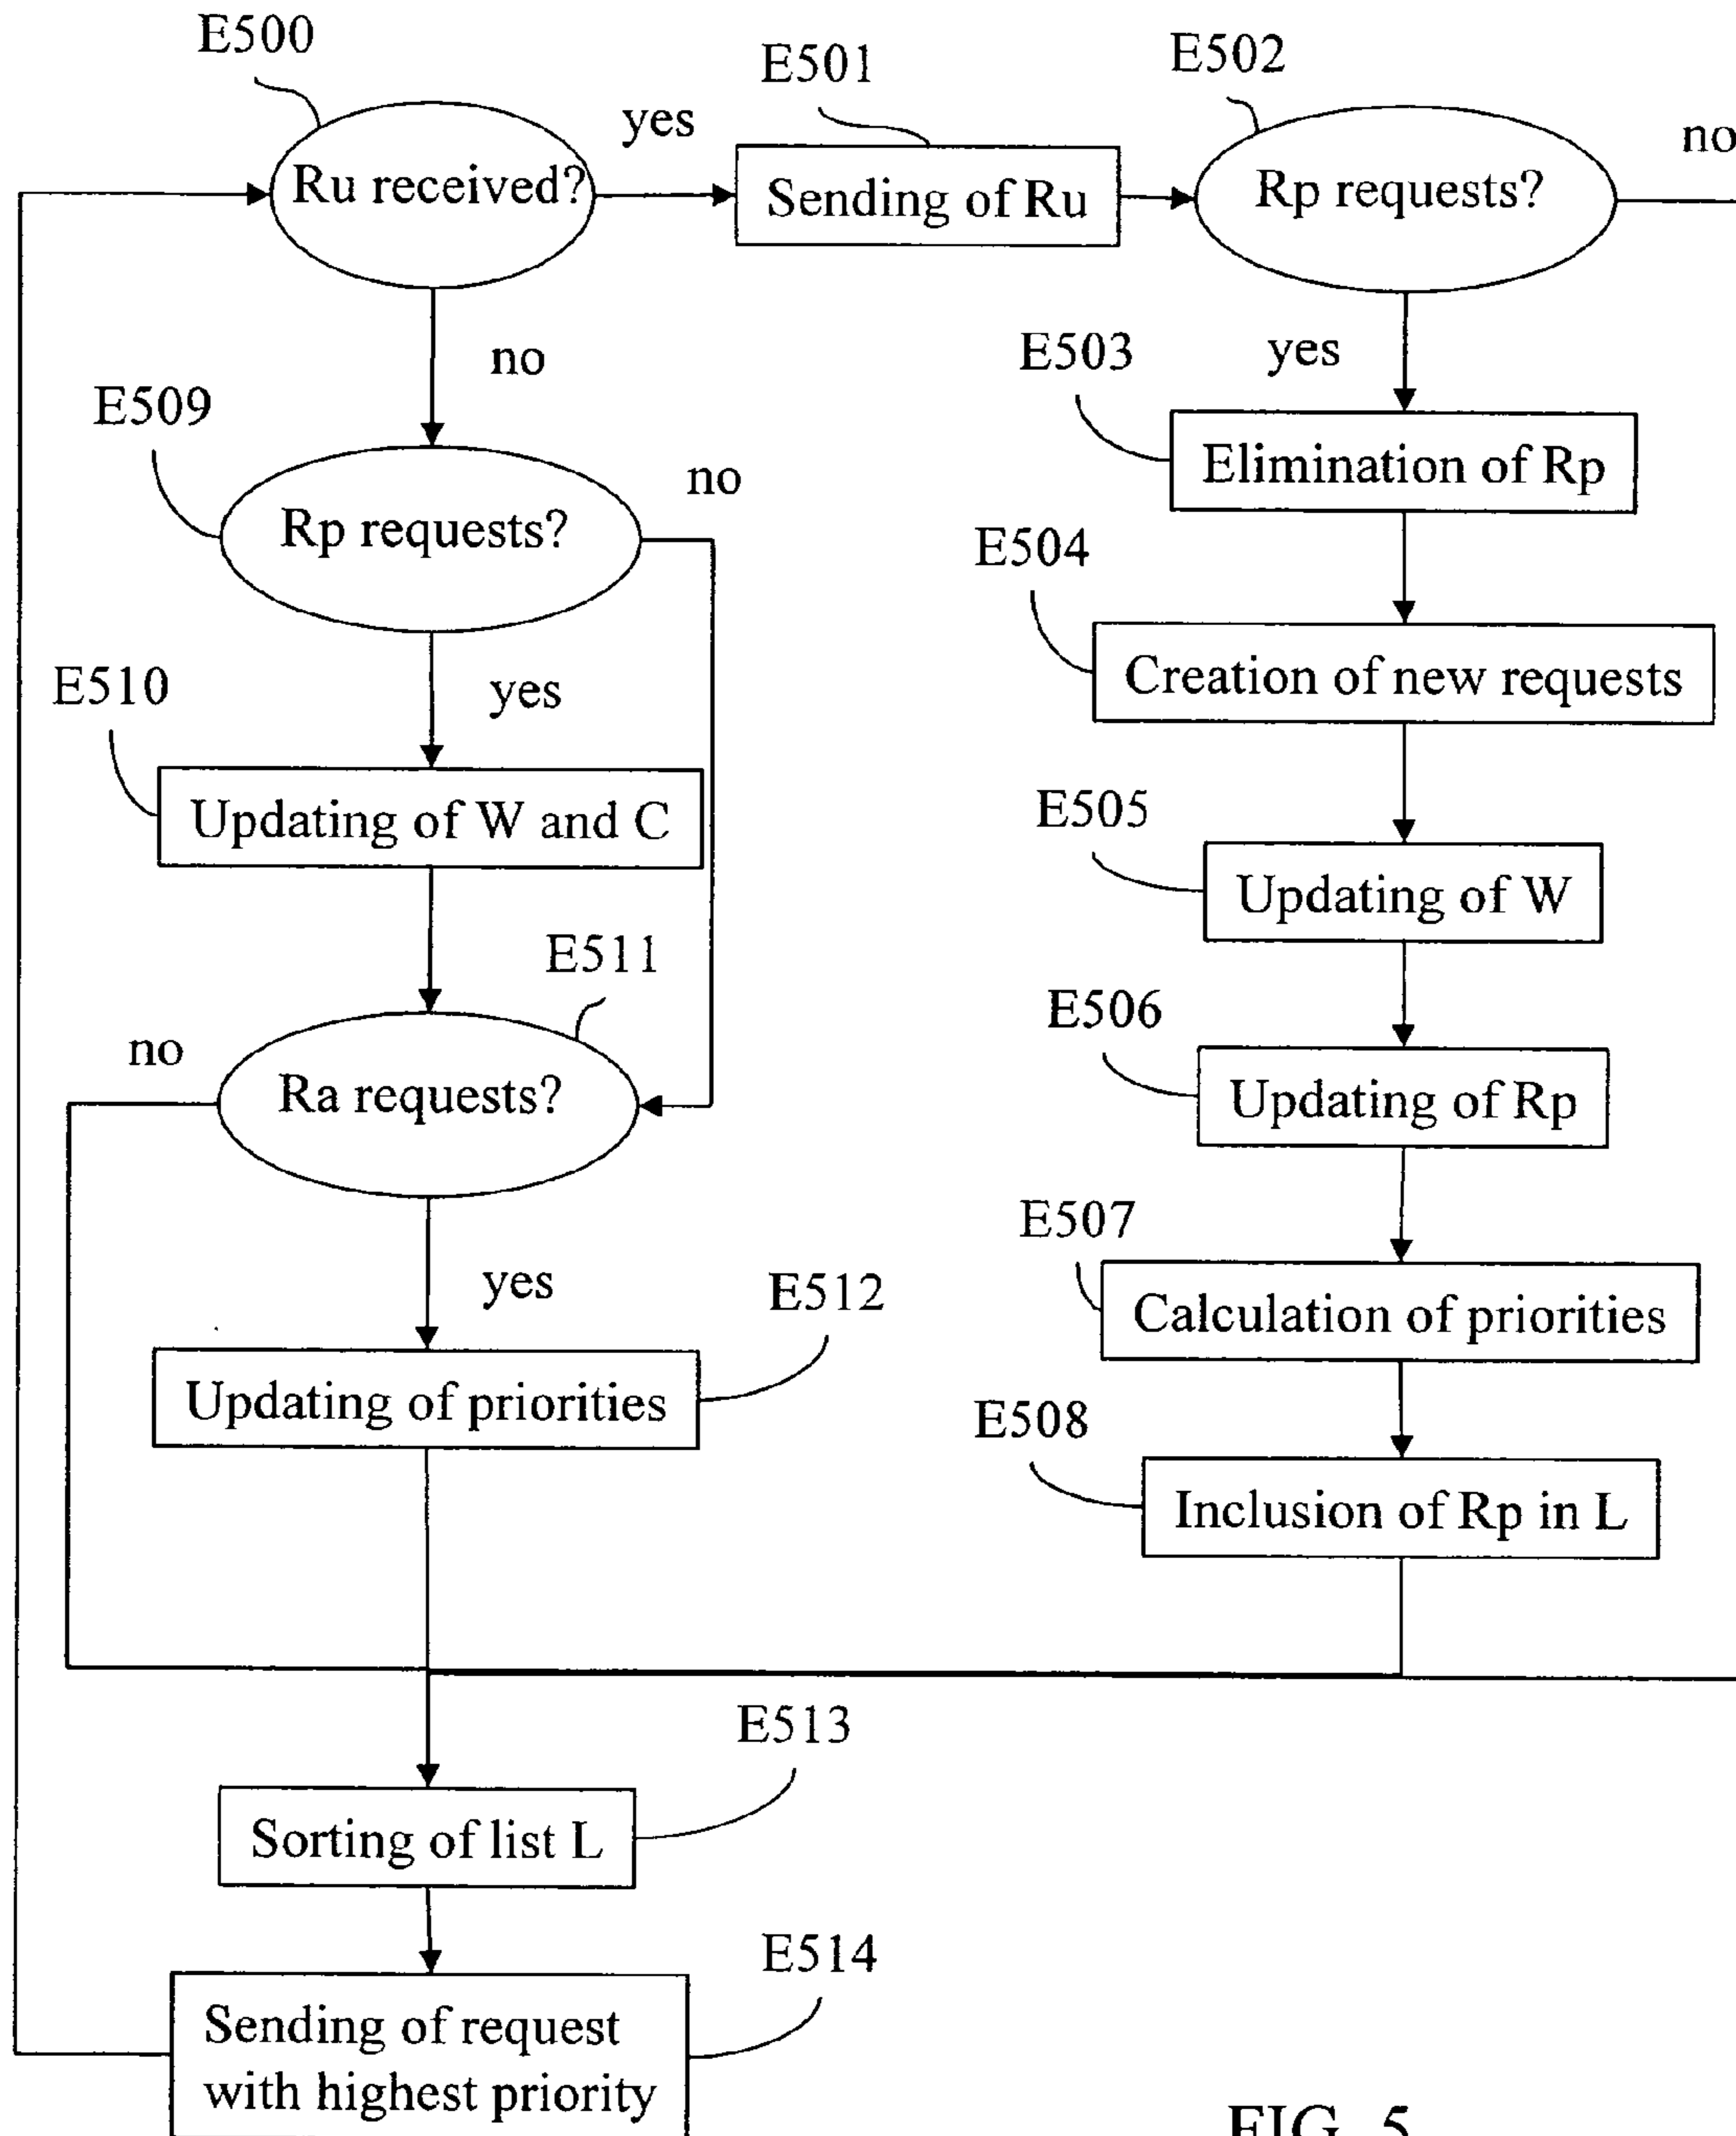 E500
E501
E502
yes
no
Ru received?
Sending of Ru
Rp requests?
no
E503
yes
E509
Elimination of Rp
no
Rp requests?
E504
Creation of new requests
E510
yes
E505
Updating of W and C
Updating of W
E511
E506
no
Ra requests?
Updating of Rp
E507
yes
E512
Calculation of priorities
Updating of priorities
E508
Inclusion of Rp in L
E513
Sorting of list L
E514
Sending of request
with highest priority
FIG. 5